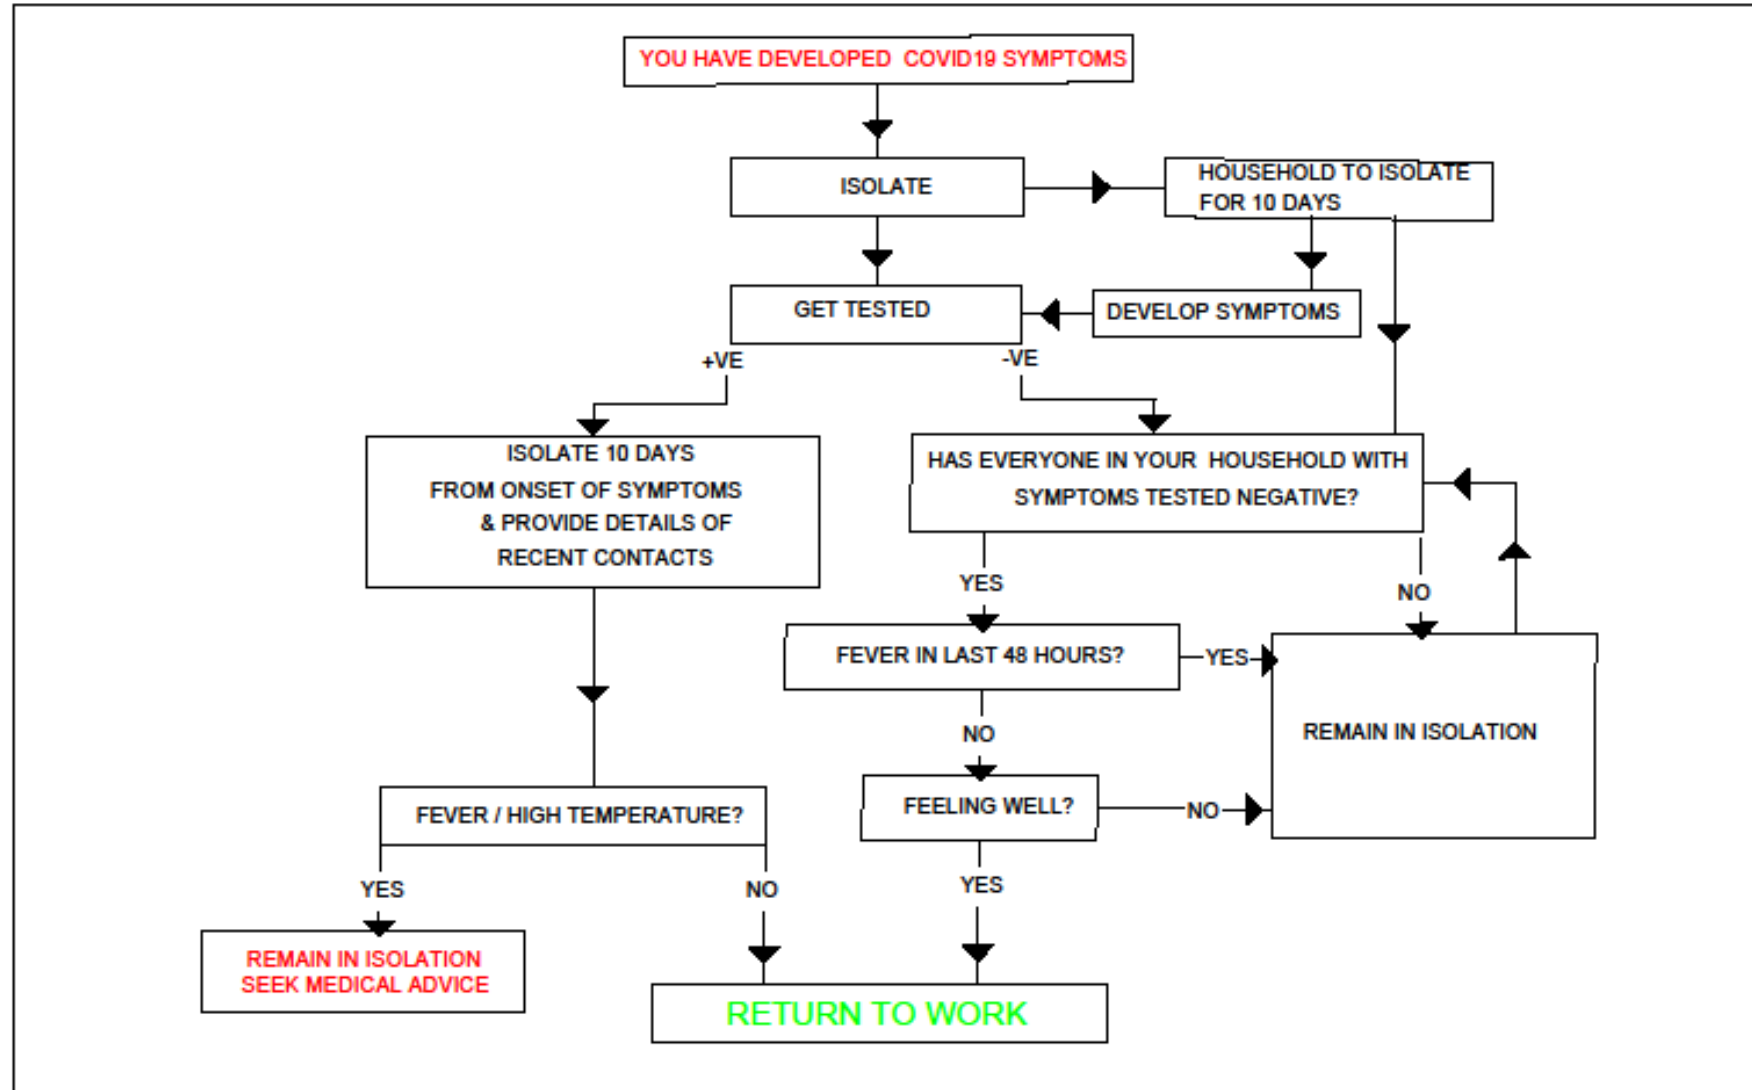 YOU HAVE DEVELOPED COVID19 SYMPTOMS
ISOLATE
HOUSEHOLD TO ISOLATE
FOR 10 DAYS
GET TESTED
DEVELOP SYMPTOMS
+VE
-VE
ISOLATE 10 DAYS
FROM ONSET OF SYMPTOMS
& PROVIDE DETAILS OF
RECENT CONTACTS
HAS EVERYONE IN YOUR HOUSEHOLD WITH
SYMPTOMS TESTED NEGATIVE?
YES
NO
FEVER IN LAST 48 HOURS?
YES
REMAIN IN ISOLATION
NO
FEELING WELL?
NO
FEVER / HIGH TEMPERATURE?
YES
NO
YES
REMAIN IN ISOLATION
SEEK MEDICAL ADVICE
RETURN TO WORK